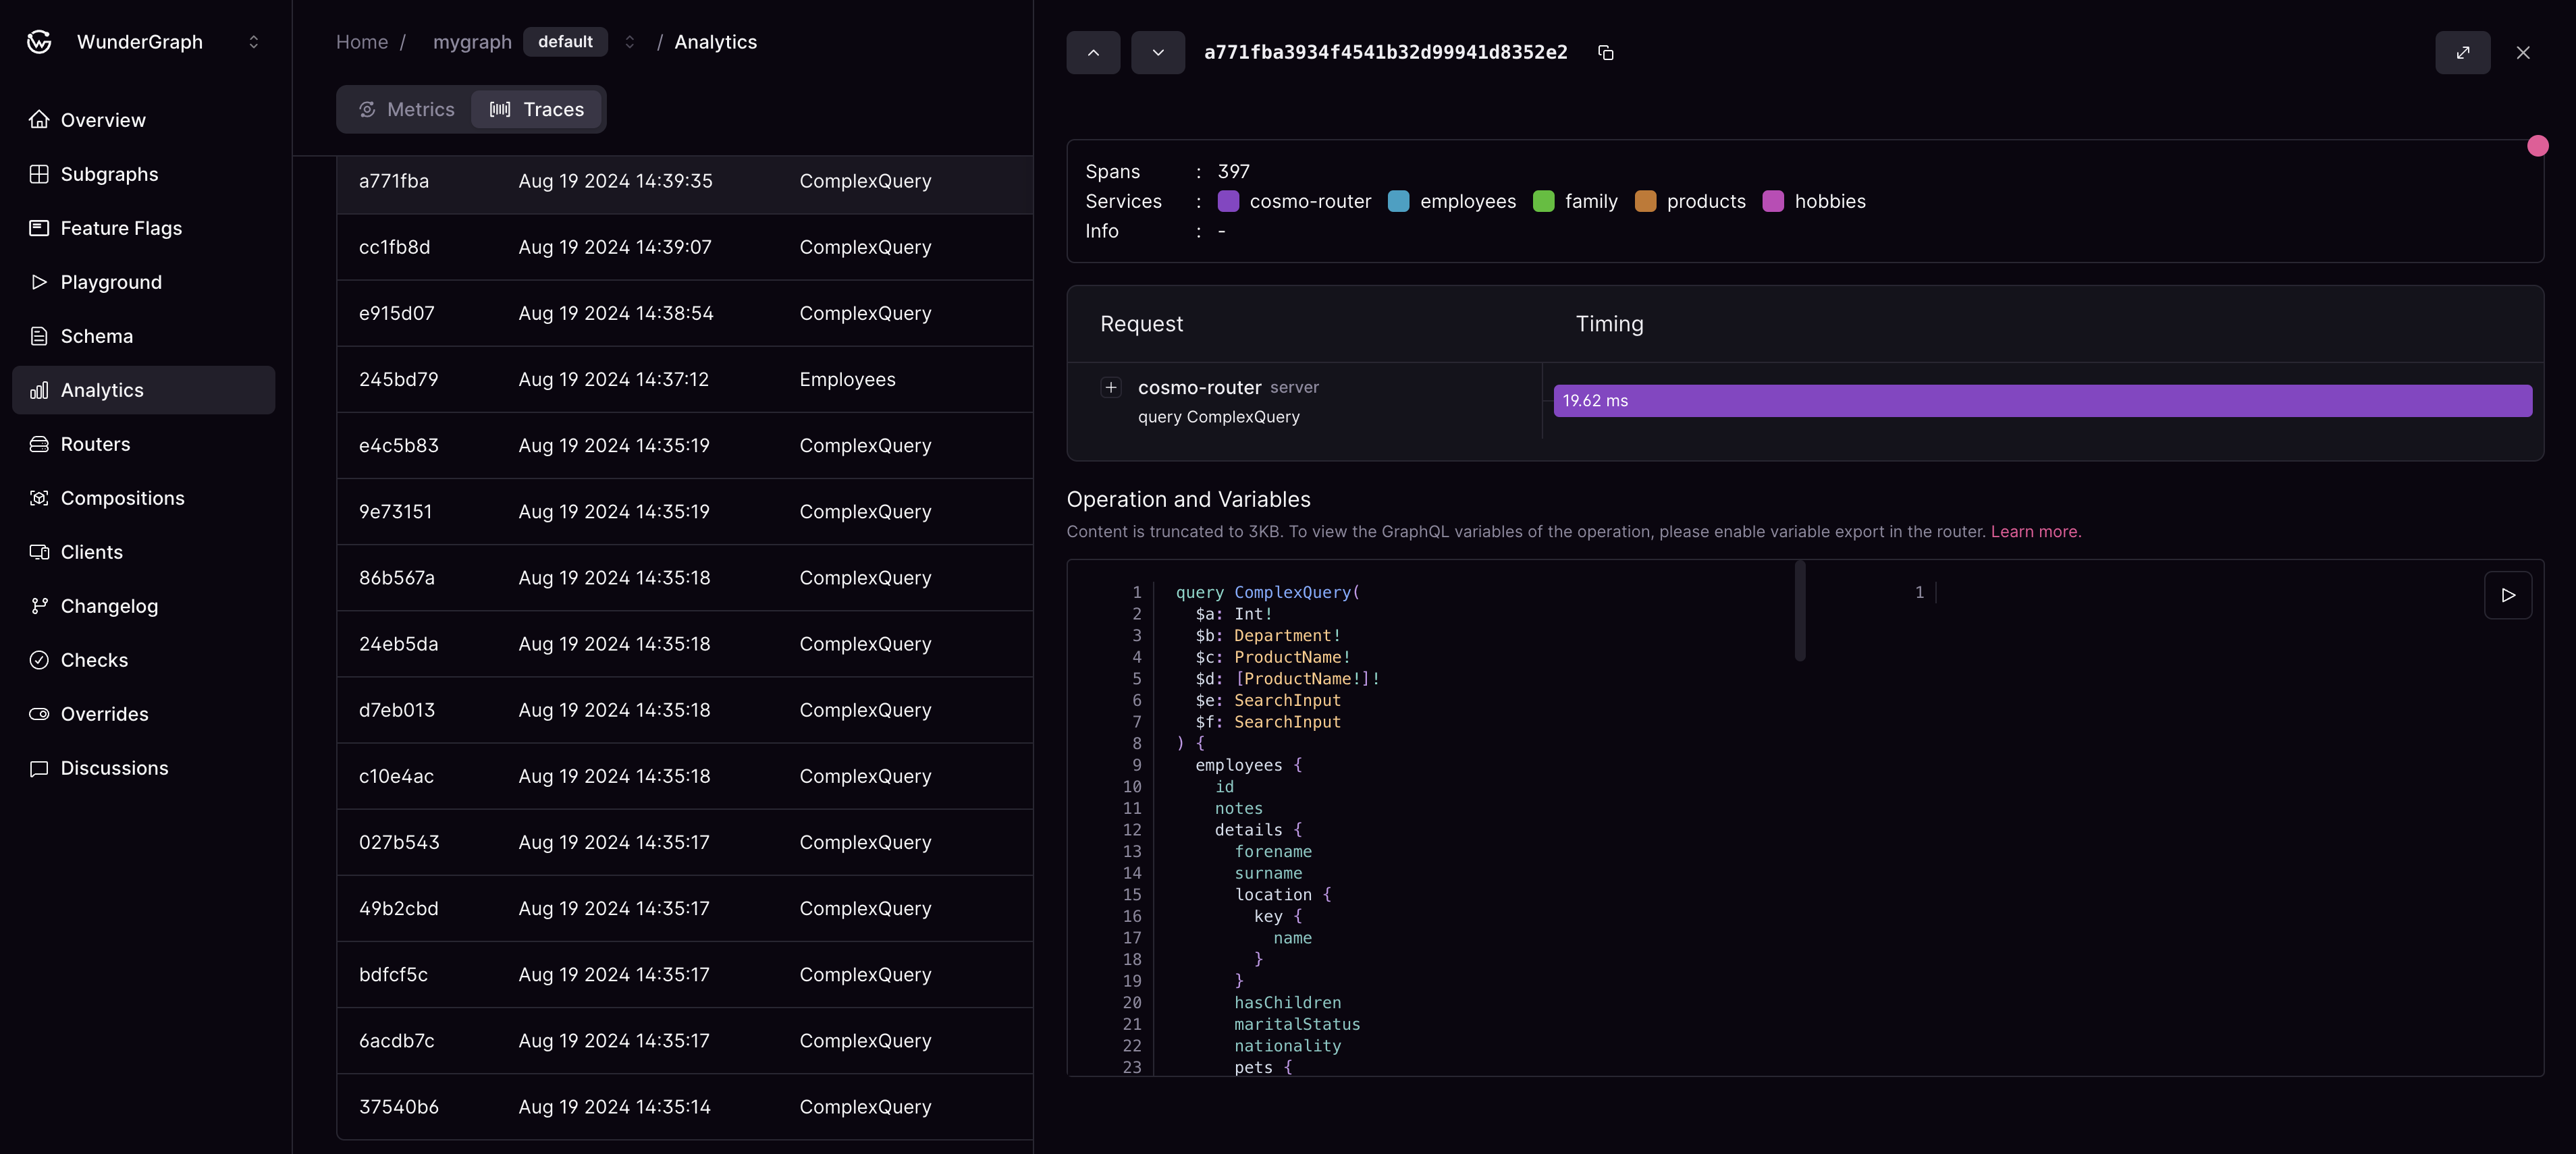 WunderGraph
Overview
Subgraphs
Feature Flags
Playground
Schema
Analytics
Routers
Compositions
Clients
Changelog
Checks
Overrides
Discussions
Home / mygraph default / Analytics
Metrics Traces
a771fba Aug 19 2024 14:39:35 ComplexQuery
cc1fb8d Aug 19 2024 14:39:07 ComplexQuery
e915d07 Aug 19 2024 14:38:54 ComplexQuery
245bd79 Aug 19 2024 14:37:12 Employees
e4c5b83 Aug 19 2024 14:35:19 ComplexQuery
9e73151 Aug 19 2024 14:35:19 ComplexQuery
86b567a Aug 19 2024 14:35:18 ComplexQuery
24eb5da Aug 19 2024 14:35:18 ComplexQuery
d7eb013 Aug 19 2024 14:35:18 ComplexQuery
c10e4ac Aug 19 2024 14:35:18 ComplexQuery
027b543 Aug 19 2024 14:35:17 ComplexQuery
49b2cbd Aug 19 2024 14:35:17 ComplexQuery
bdfcf5c Aug 19 2024 14:35:17 ComplexQuery
6acdb7c Aug 19 2024 14:35:17 ComplexQuery
37540b6 Aug 19 2024 14:35:14 ComplexQuery
a771fba3934f4541b32d99941d8352e2
Spans : 397
Services : cosmo-router employees family products hobbies
Info : -
Request Timing
cosmo-router server
query ComplexQuery
19.62 ms
Operation and Variables
Content is truncated to 3KB. To view the GraphQL variables of the operation, please enable variable export in the router. Learn more.
1 query ComplexQuery(
2 $a: Int!
3 $b: Department!
4 $c: ProductName!
5 $d: [ProductName!]!
6 $e: SearchInput
7 $f: SearchInput
8 ) {
9 employees {
10 id
11 notes
12 details {
13 forename
14 surname
15 location {
16 key {
17 name
18 }
19 }
20 hasChildren
21 maritalStatus
22 nationality
23 pets {
1